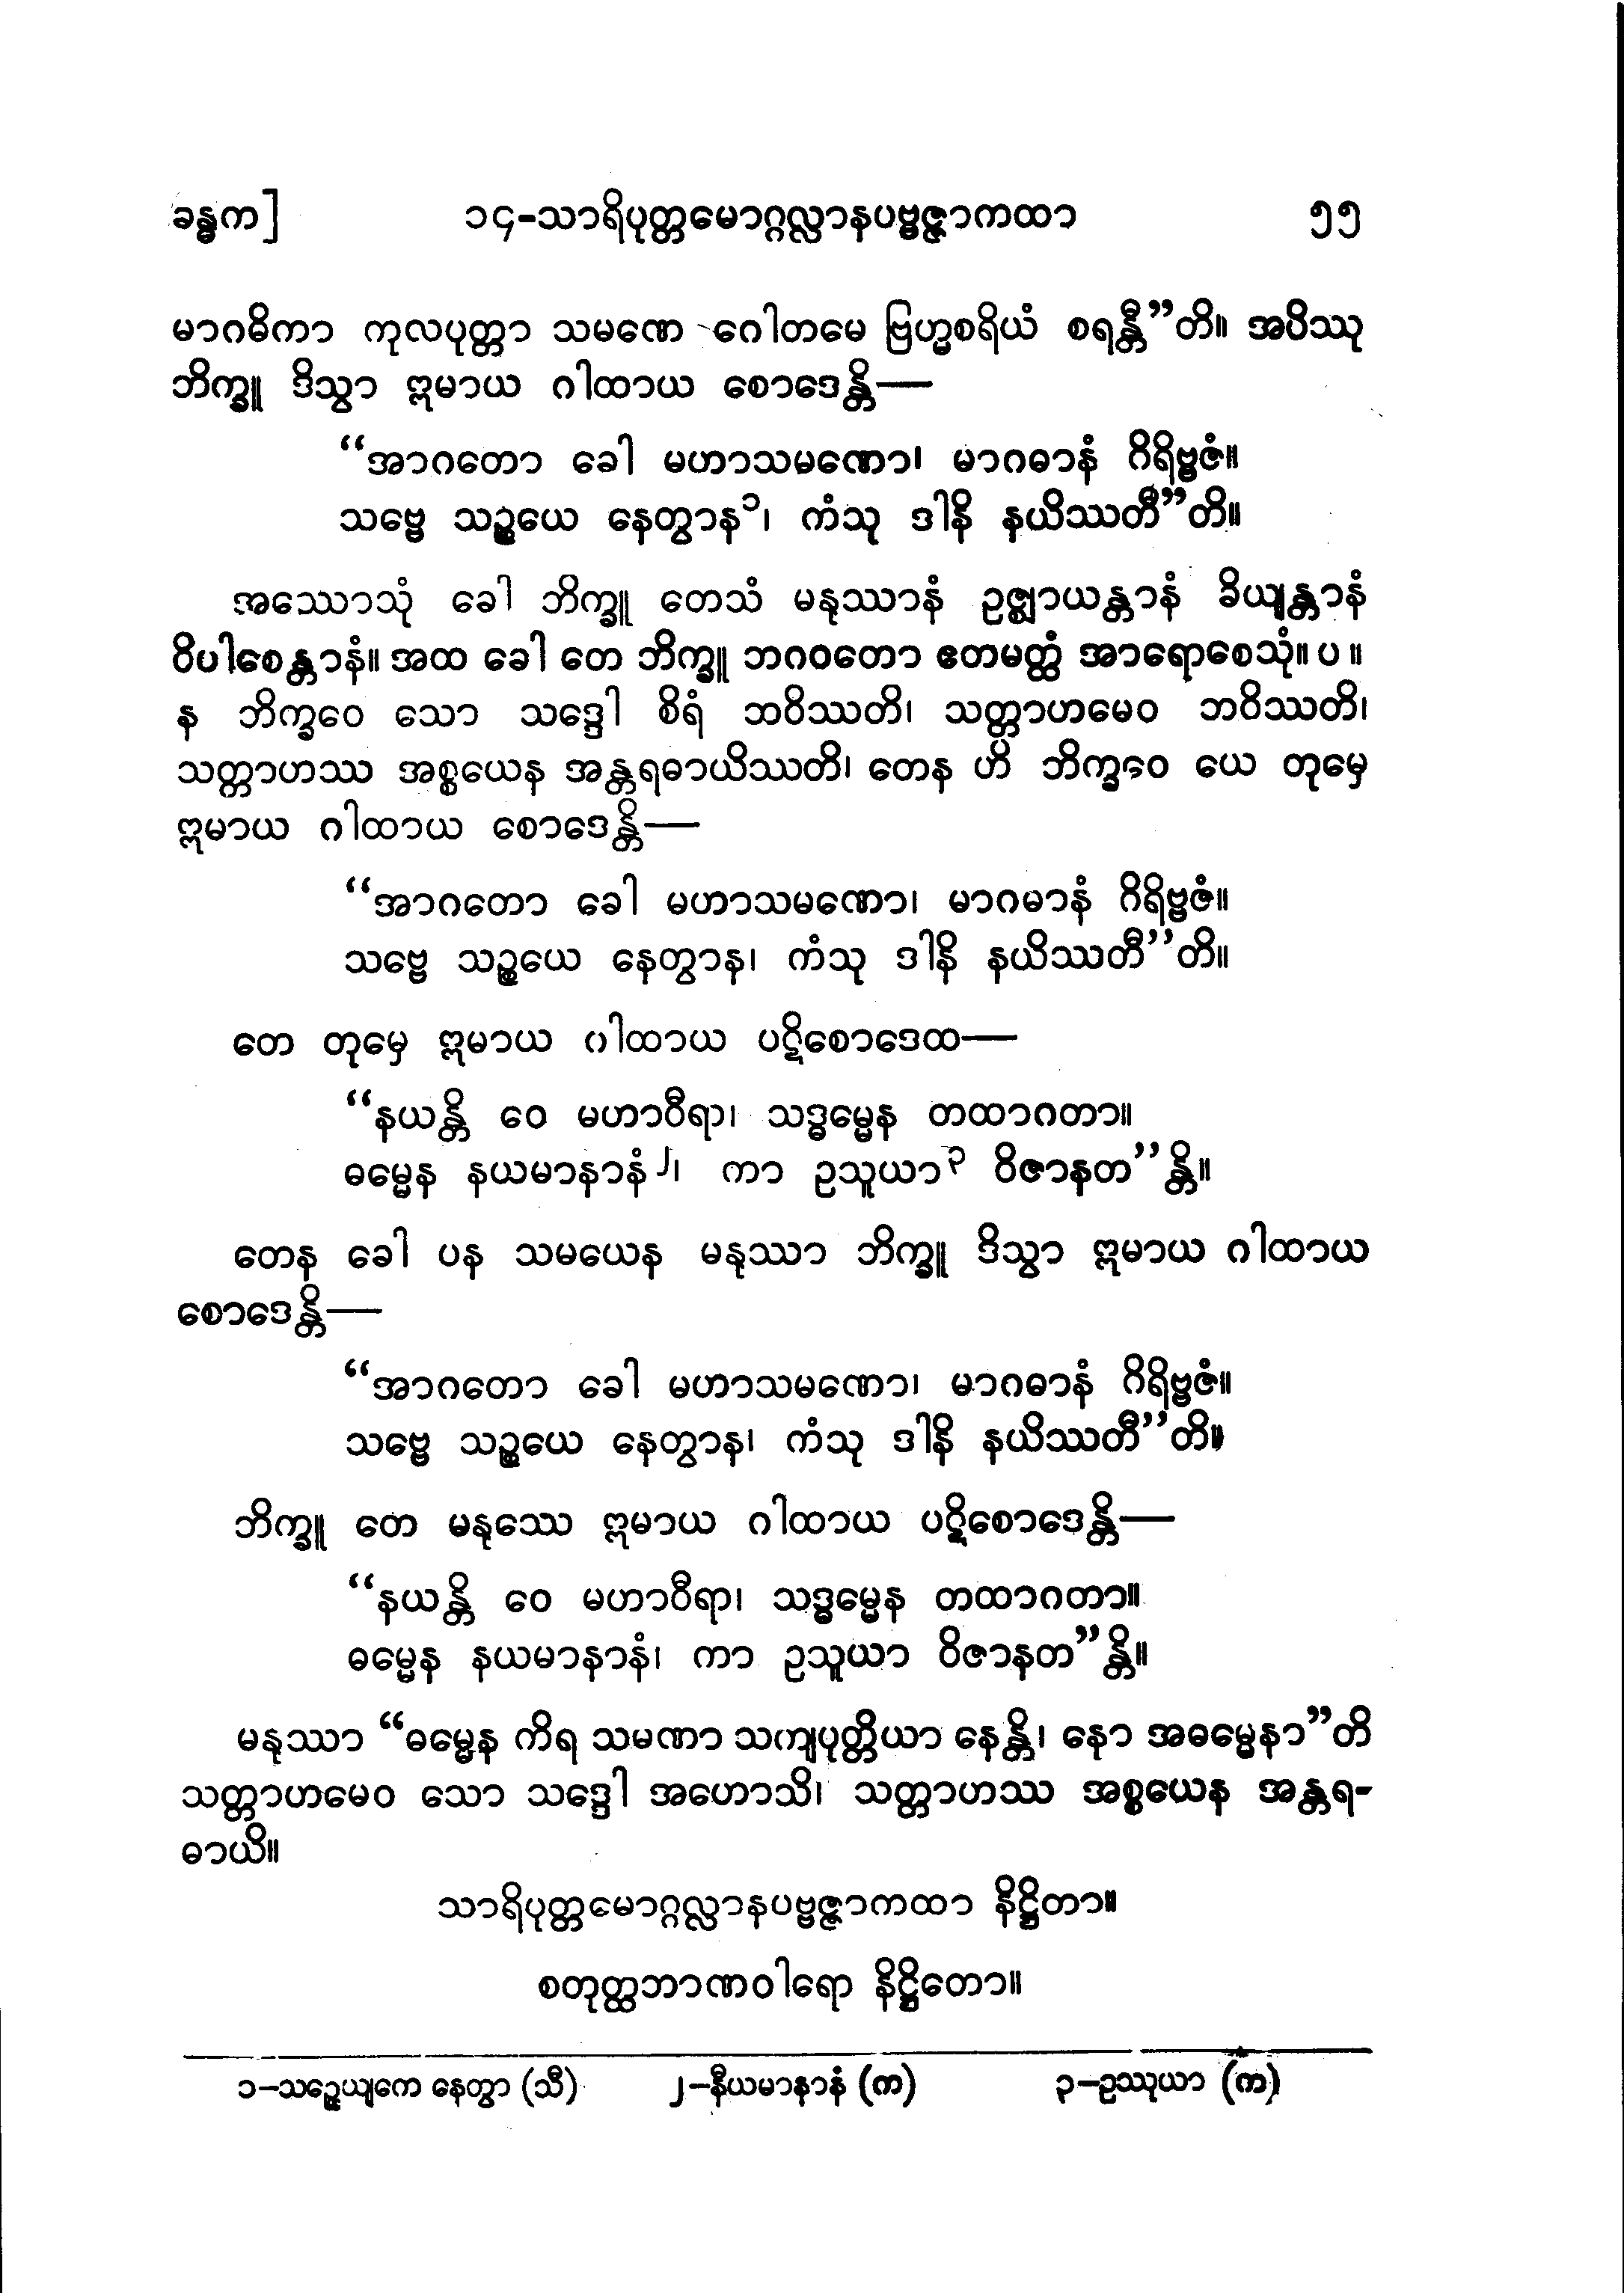 ခန္ဓက] ၁၄-သာရိပုတ္တမောဂ္ဂလ္လာနပဗ္ဗဇ္ဇာကထာ ၅၅
မာဂဓိကာ ကုလပုတ္တာ သမဏေ ဂေါတမေ ဗြဟ္မစရိယံ စရန္တီ”တိ။ အပိဿု
ဘိက္ခူ ဒိသွာ ဣမာယ ဂါထာယ စောဒေန္တိ—
“အာဂတော ခေါ မဟာသမဏော၊ မာဂဓာနံ ဂိရိဗ္ဗဇံ။
သဗ္ဗေ သဉ္စယေ နေတွာန၁၊ ကံသု ဒါနိ နယိဿတီ”တိ။
အဿောသုံ ခေါ ဘိက္ခူ တေသံ မနုဿာနံ ဥဇ္ဈာယန္တာနံ ခိယျန္တာနံ
ဝိပါစေန္တာနံ။ အထ ခေါ တေ ဘိက္ခူ ဘဂဝတော ဧတမတ္ထံ အာရောစေသုံ။ ပ ။
န ဘိက္ခဝေ သော သဒ္ဒေါ စိရံ ဘဝိဿတိ၊ သတ္တာဟမေဝ ဘဝိဿတိ၊
သတ္တာဟဿ အစ္စယေန အန္တရဓာယိဿတိ၊ တေန ဟိ ဘိက္ခဝေ ယေ တုမှေ
ဣမာယ ဂါထာယ စောဒေန္တိ—
“အာဂတော ခေါ မဟာသမဏော၊ မာဂဓာနံ ဂိရိဗ္ဗဇံ။
သဗ္ဗေ သဉ္စယေ နေတွာန၊ ကံသု ဒါနိ နယိဿတီ”တိ။
တေ တုမှေ ဣမာယ ဂါထာယ ပဋိစောဒေထ—
“နယန္တိ ဝေ မဟာဝီရာ၊ သဒ္ဓမ္မေန တထာဂတာ။
ဓမ္မေန နယမာနာနံ၂၊ ကာ ဥသူယာ၃ ဝိဇာနတ”န္တိ။
တေန ခေါ ပန သမယေန မနုဿာ ဘိက္ခူ ဒိသွာ ဣမာယ ဂါထာယ
စောဒေန္တိ—
“အာဂတော ခေါ မဟာသမဏော၊ မာဂဓာနံ ဂိရိဗ္ဗဇံ။
သဗ္ဗေ သဉ္စယေ နေတွာန၊ ကံသု ဒါနိ နယိဿတီ”တိ။
ဘိက္ခူ တေ မနုဿေ ဣမာယ ဂါထာယ ပဋိစောဒေန္တိ—
“နယန္တိ ဝေ မဟာဝီရာ၊ သဒ္ဓမ္မေန တထာဂတာ။
ဓမ္မေန နယမာနာနံ၊ ကာ ဥသူယာ ဝိဇာနတ”န္တိ။
မနုဿာ “ဓမ္မေန ကိရ သမဏာ သကျပုတ္တိယာ နေန္တိ၊ နော အဓမ္မေနာ”တိ
သတ္တာဟမေဝ သော သဒ္ဒေါ အဟောသိ၊ သတ္တာဟဿ အစ္စယေန အန္တရ-
ဓာယိ။
သာရိပုတ္တမောဂ္ဂလ္လာနပဗ္ဗဇ္ဇာကထာ နိဋ္ဌိတာ။
စတုတ္ထဘာဏဝါရော နိဋ္ဌိတော။
၁-သဉ္စေယျကေ နေတွာ (သီ) ၂-နီယမာနာနံ (က) ၃-ဥဿုယာ (က)